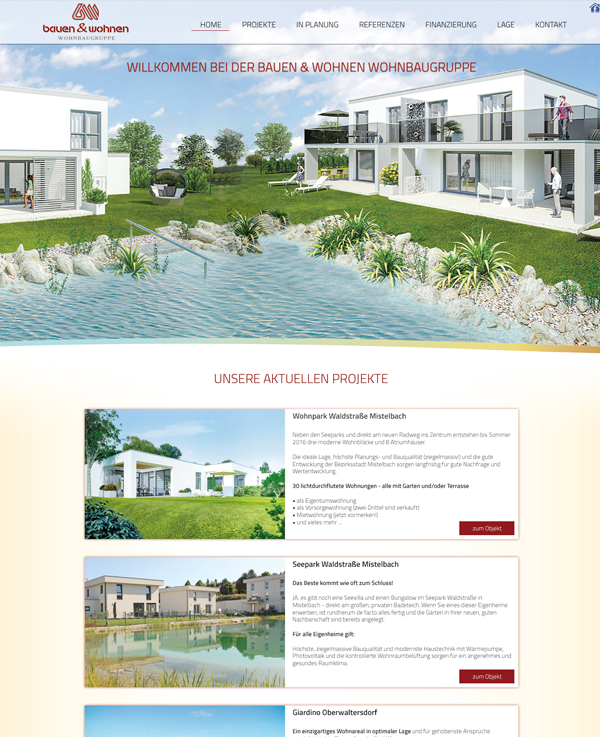 bauen & wohnen
WOHNBAUGRUPPE
HOME PROJEKTE IN PLANUNG REFERENZEN FINANZIERUNG LAGE KONTAKT
WILLKOMMEN BEI DER BAUEN & WOHNEN WOHNBAUGRUPPE
UNSERE AKTUELLEN PROJEKTE
Wohnpark Waldstraße Mistelbach
Neben den Seeparks und direkt am neuen Radweg ins Zentrum entstehen bis Sommer
2016 drei moderne Wohnblöcke und 8 Atriumhäuser.
Die ideale Lage, höchste Planungs- und Bauqualität (ziegelmassiv!) und die gute
Entwicklung der Bezirksstadt Mistelbach sorgen langfristig für gute Nachfrage und
Wertentwicklung.
30 lichtdurchflutete Wohnungen - alle mit Garten und/oder Terrasse
• als Eigentumswohnung
• als Vorsorgewohnung (zwei Drittel sind verkauft)
• Mietwohnung (jetzt vormerken!)
• und vieles mehr ...
zum Objekt
Seepark Waldstraße Mistelbach
Das Beste kommt wie oft zum Schluss!
JA, es gibt noch eine Seevilla und einen Bungalow im Seepark Waldstraße in
Mistelbach - direkt am großen, privaten Badeteich. Wenn Sie eines dieser Eigenheime
erwerben, ist rundherum de facto alles fertig und die Gärten in Ihrer neuen, guten
Nachbarschaft sind bereits angelegt.
Für alle Eigenheime gilt:
Höchste, ziegelmassive Bauqualität und modernste Haustechnik mit Wärmepumpe,
Photovoltaik und die kontrollierte Wohnraumbelüftung sorgen für ein angenehmes und
gesundes Raumklima.
zum Objekt
Giardino Oberwaltersdorf
Ein einzigartiges Wohnareal in optimaler Lage und für gehobenste Ansprüche